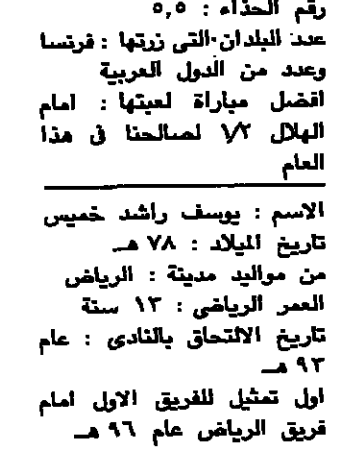 رقم الحذاء : ٥,٥
عدد البلدان التى زرتها : فرنسا
وعدد من الدول العربية
افضل مباراة لعبتها : امام
الهلال ١/٢ لصالحنا فى هذا
العام
الاسم : يوسف راشد خميس
تاريخ الميلاد : ٧٨ هـ
من مواليد مدينة : الرياض
العمر الرياضى : ١٣ سنة
تاريخ الالتحاق بالنادى : عام
٩٣ هـ
اول تمثيل للفريق الاول امام
فريق الرياض عام ٩٦ هـ